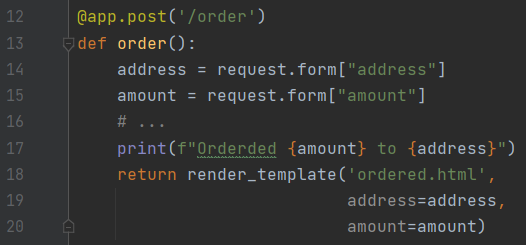 12 @app.post('/order')
13 def order():
14     address = request.form["address"]
15     amount = request.form["amount"]
16     # ...
17     print(f"Orderded {amount} to {address}")
18     return render_template('ordered.html',
19                            address=address,
20                            amount=amount)